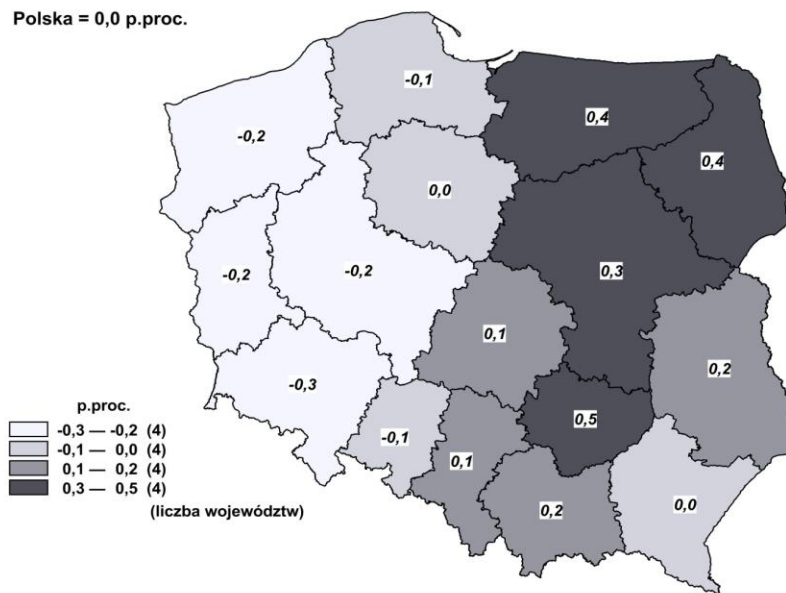 Polska = 0,0 p.proc.
-0,1
0,4
-0,2
0,4
0,0
-0,2
-0,2
0,3
0,1
0,2
-0,3
0,5
-0,1
0,1
0,2
0,0
p.proc.
-0,3 — -0,2 (4)
-0,1 — 0,0 (4)
0,1 — 0,2 (4)
0,3 — 0,5 (4)
(liczba województw)